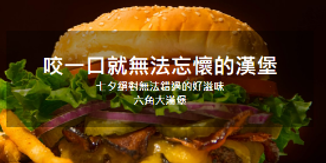 咬一口就無法忘懷的漢堡
七夕絕對無法錯過的好滋味
六角大漢堡